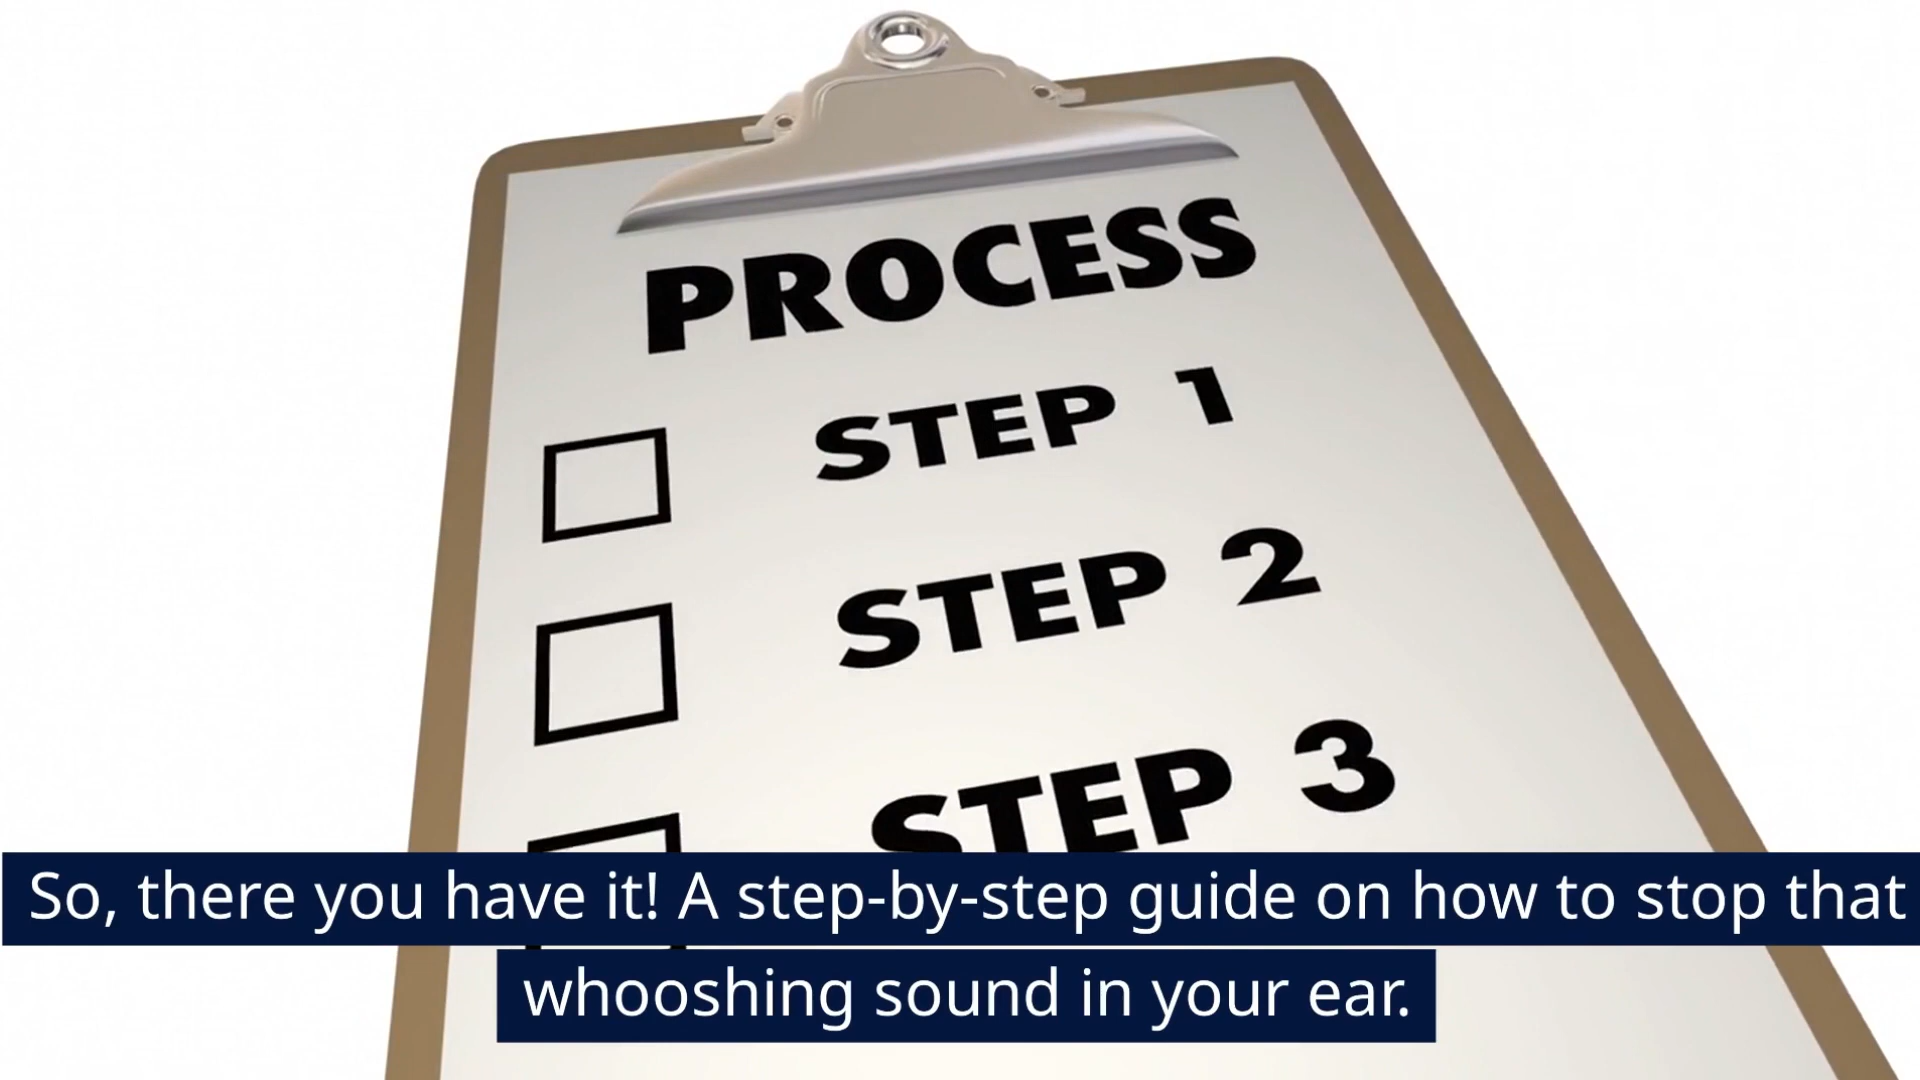 PROCESS
STEP 1
STEP 2
STEP 3
So, there you have it! A step-by-step guide on how to stop that
whooshing sound in your ear.